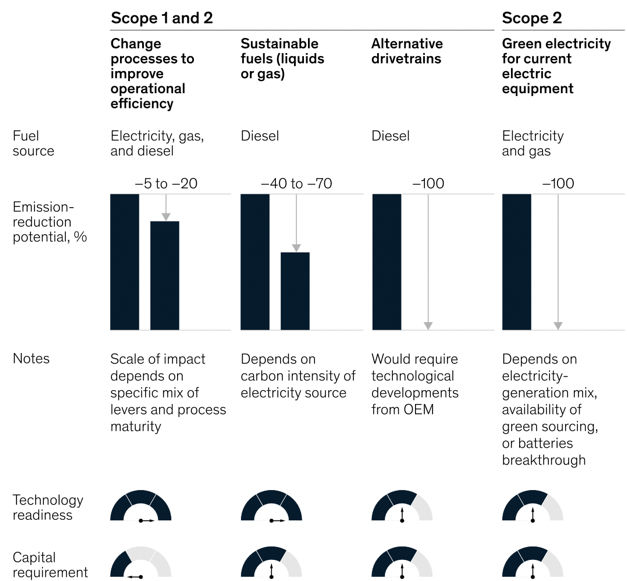 Scope 1 and 2
Scope 2
Change
processes to
improve
operational
efficiency
Sustainable
fuels (liquids
or gas)
Alternative
drivetrains
Green electricity
for current
electric
equipment
Fuel
source
Electricity, gas,
and diesel
Diesel
Diesel
Electricity
and gas
Emission-
reduction
potential, %
–5 to –20
–40 to –70
–100
–100
Notes
Scale of impact
depends on
specific mix of
levers and process
maturity
Depends on
carbon intensity of
electricity source
Would require
technological
developments
from OEM
Depends on
electricity-
generation mix,
availability of
green sourcing,
or batteries
breakthrough
Technology
readiness
Capital
requirement